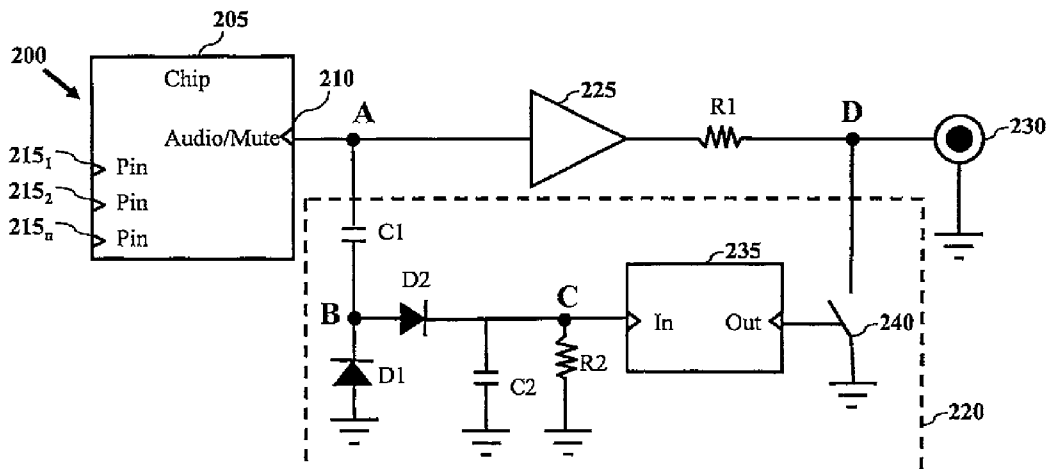 205
200
Chip
210
A
225
R1
D
230
Audio/Mute
215₁
Pin
215₂
Pin
215ₙ
Pin
C1
235
D2
B
C
In
Out
240
D1
C2
R2
220